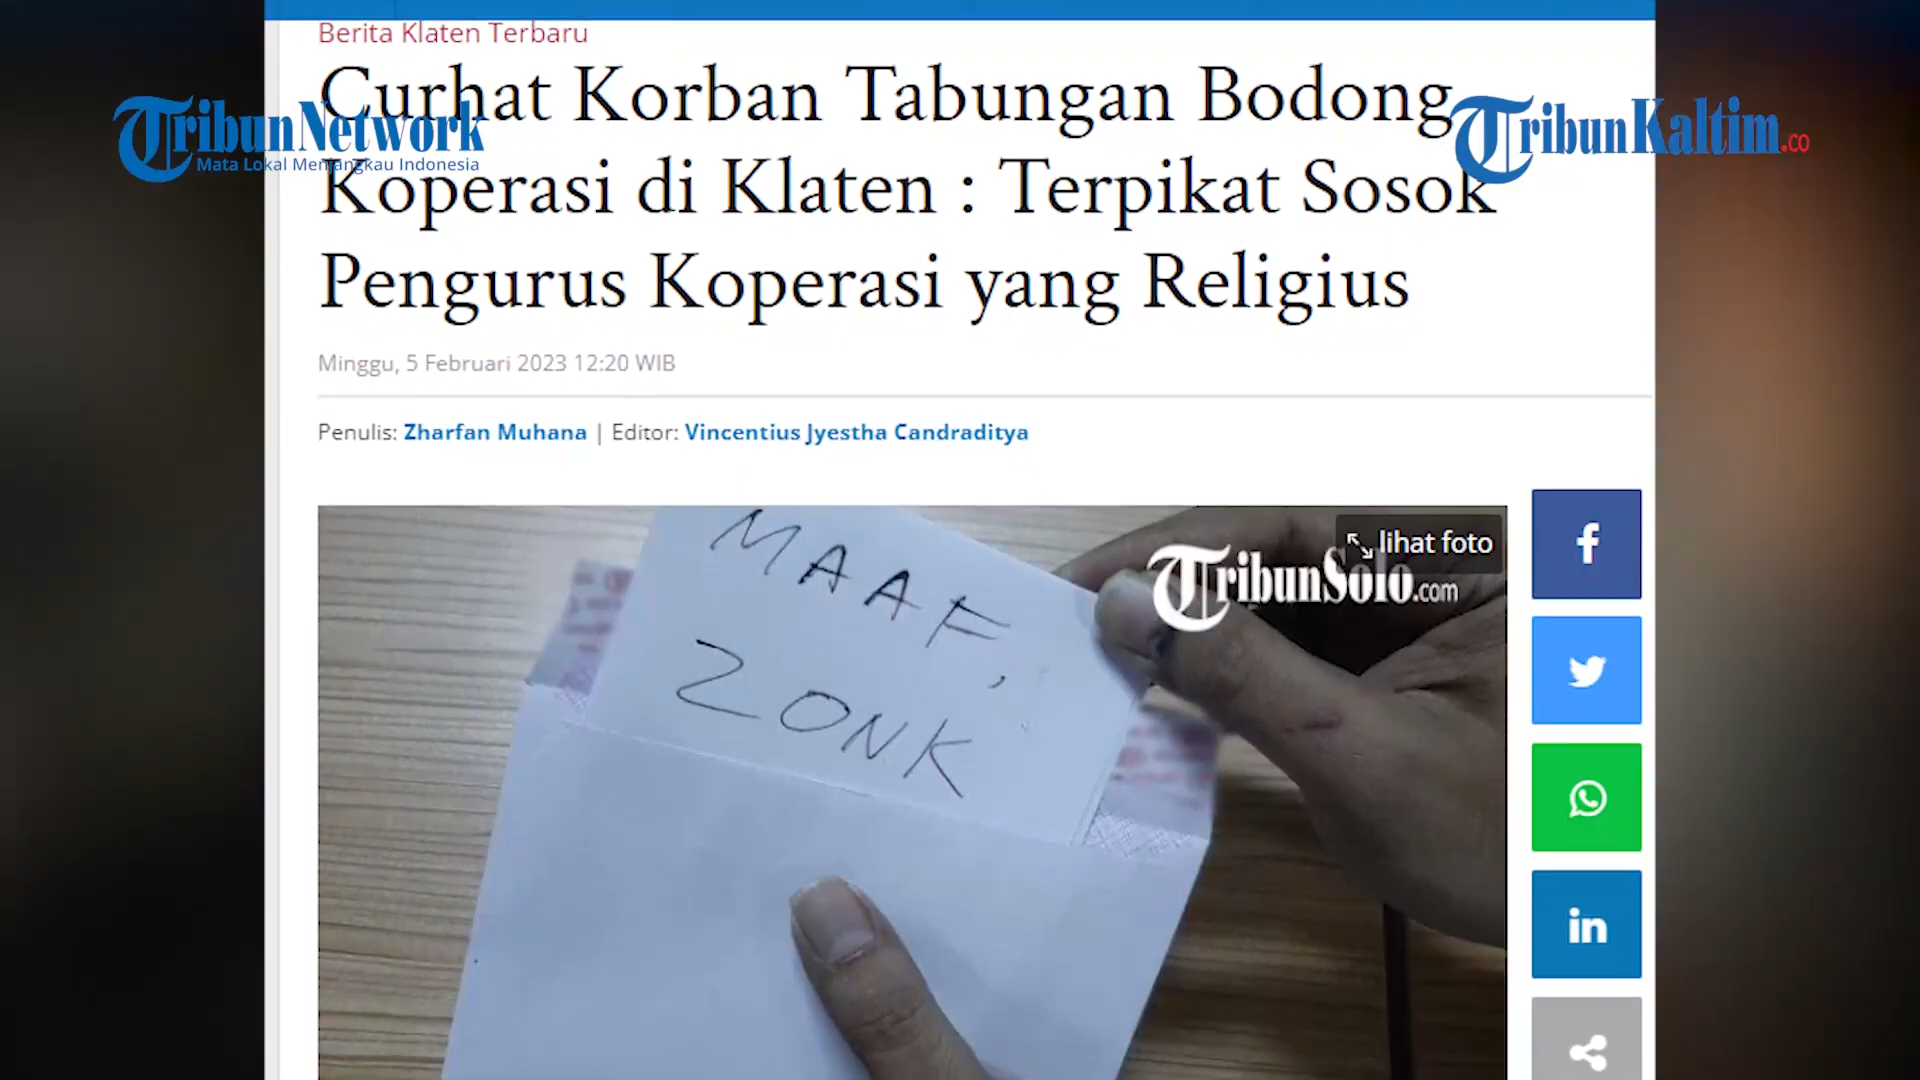 Berita Klaten Terbaru
Curhat Korban Tabungan Bodong
Koperasi di Klaten : Terpikat Sosok
Pengurus Koperasi yang Religius
TribunNetwork
Mata Lokal Menjangkau Indonesia
TribunKaltim.co
Minggu, 5 Februari 2023 12:20 WIB
Penulis: Zharfan Muhana | Editor: Vincentius Jyestha Candraditya
lihat foto
TribunSolo.com
MAAF,
ZONK